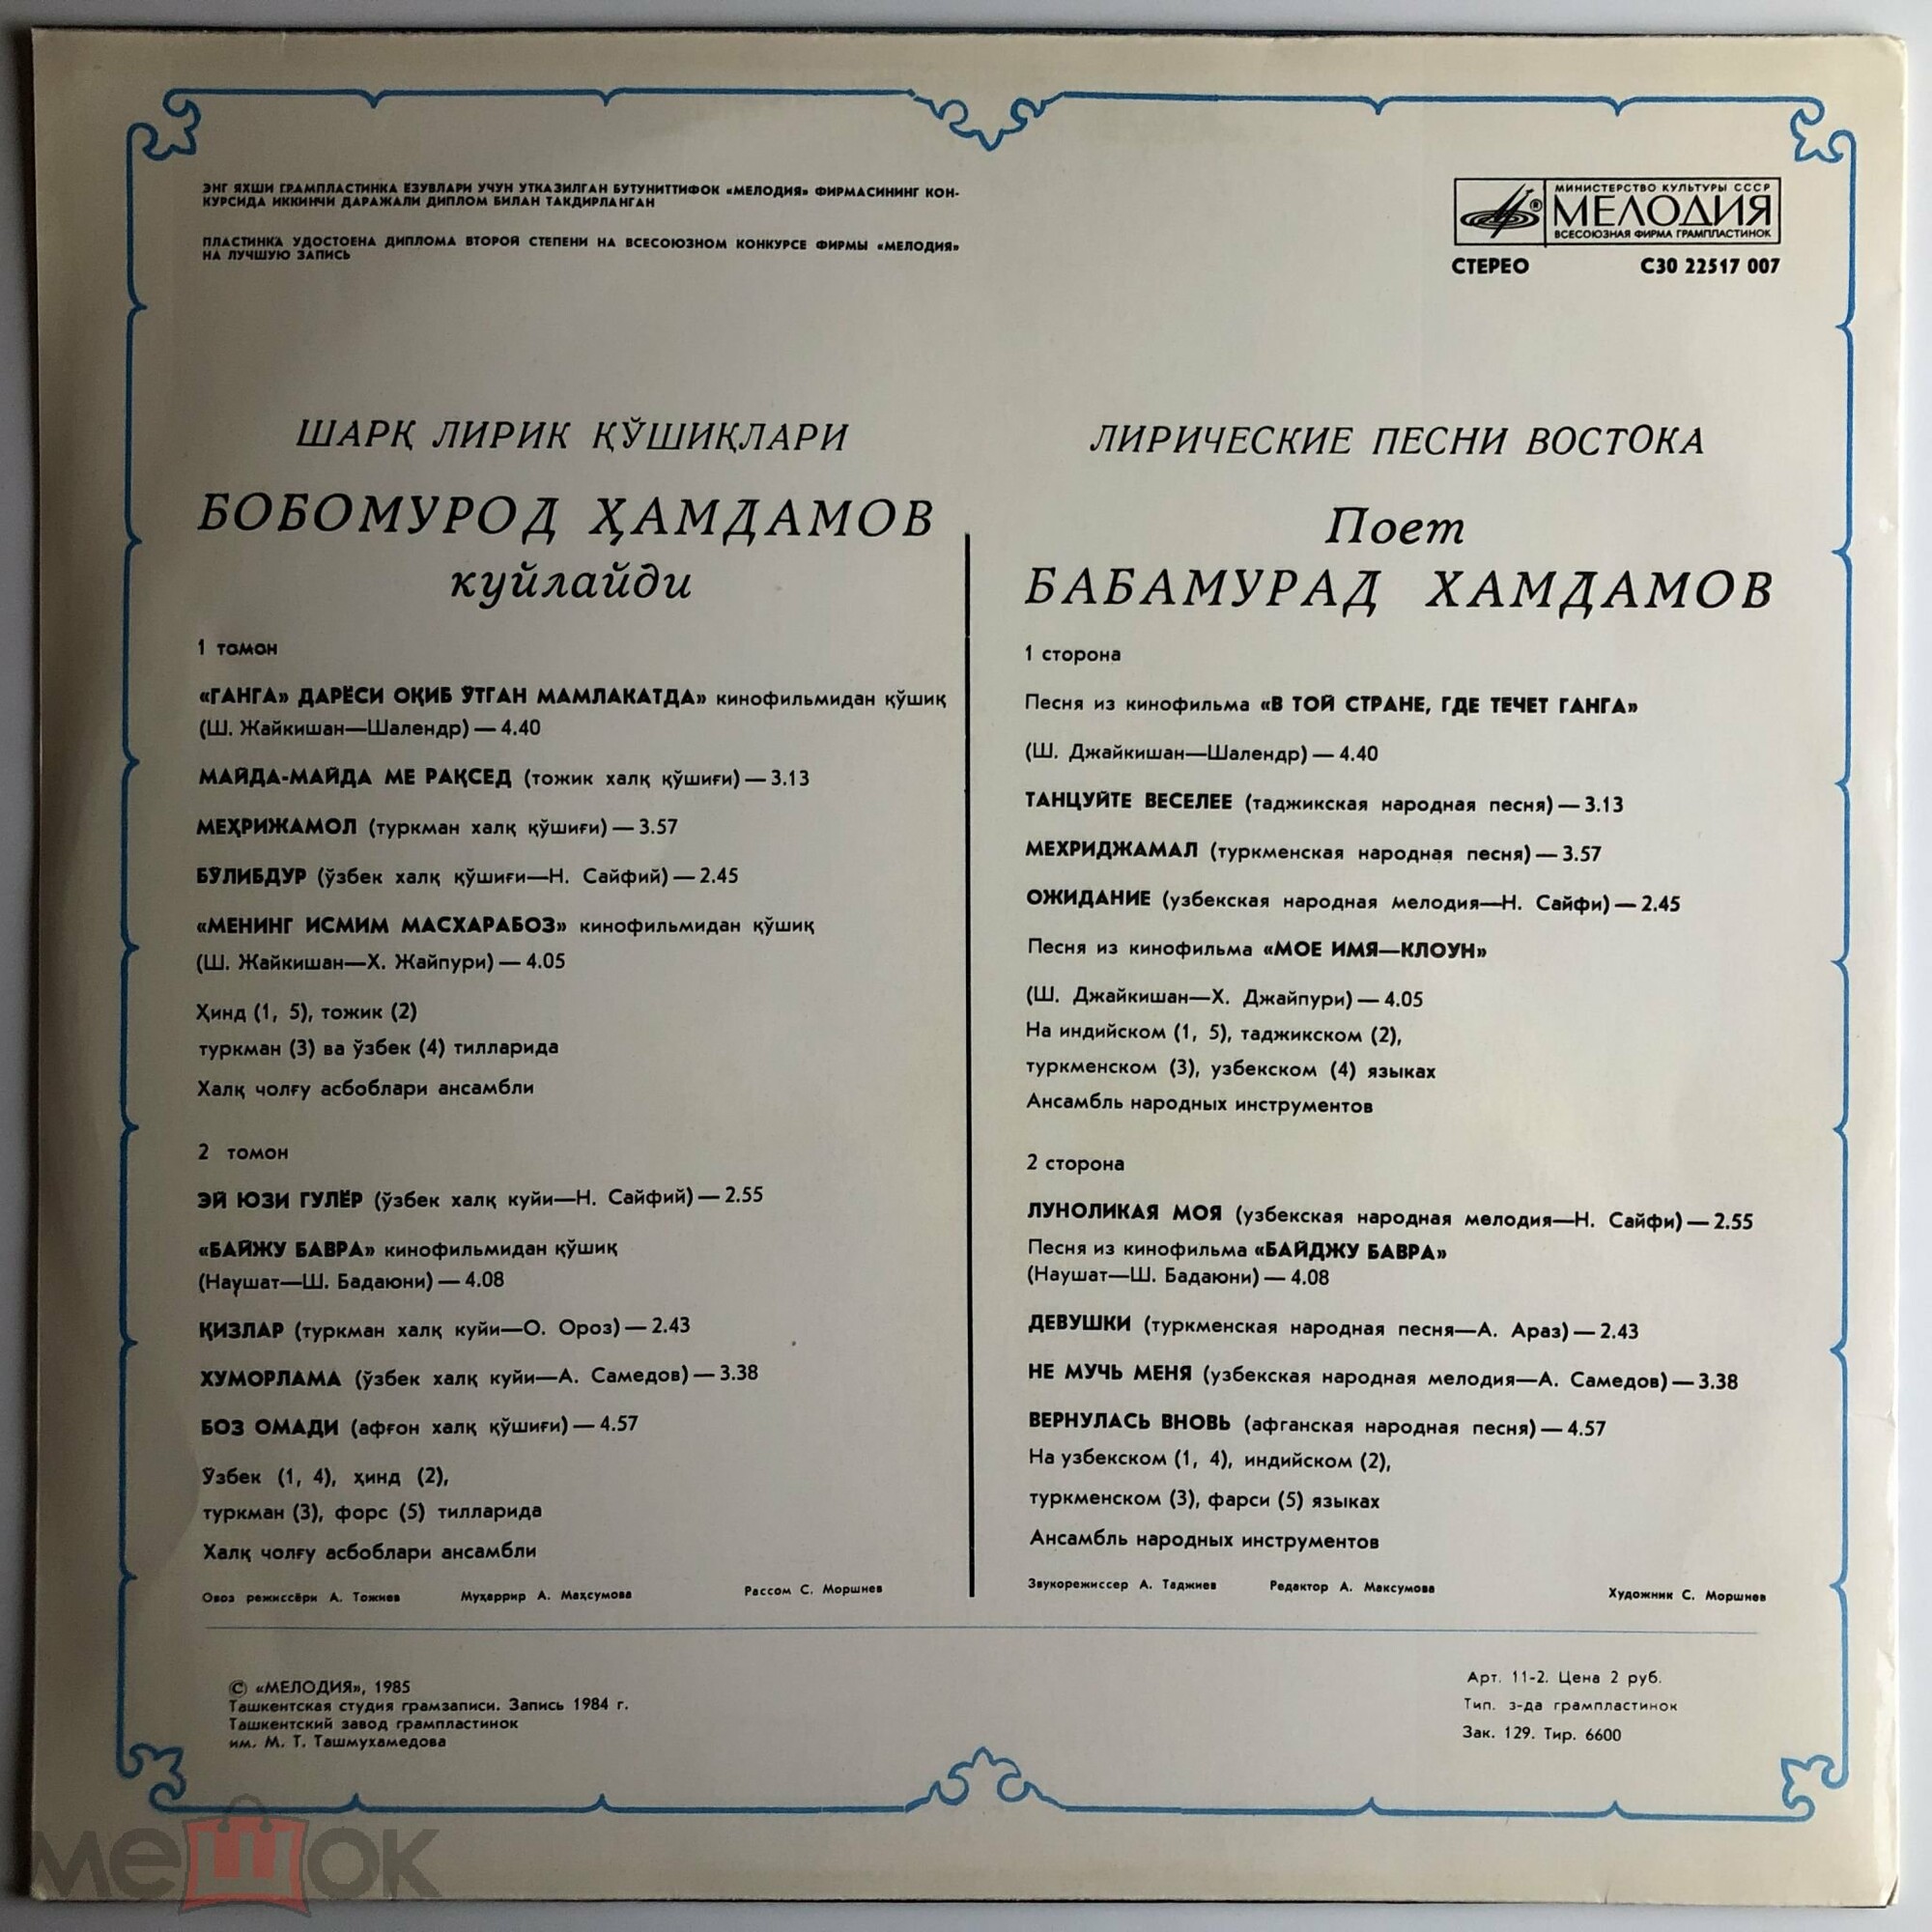 ЭНГ ЯХШИ ГРАМПЛАСТИНКА ЕЗУВЛАРИ УЧУН УТКАЗИЛГАН БУТУНИТТИФОК «МЕЛОДИЯ» ФИРМАСИНИНГ КОН-
КУРСИДА ИККИНЧИ ДАРАЖАЛИ ДИПЛОМ БИЛАН ТАКДИРЛАНГАН
ПЛАСТИНКА УДОСТОЕНА ДИПЛОМА ВТОРОЙ СТЕПЕНИ НА ВСЕСОЮЗНОМ КОНКУРСЕ ФИРМЫ «МЕЛОДИЯ»
НА ЛУЧШУЮ ЗАПИСЬ
МИНИСТЕРСТВО КУЛЬТУРЫ СССР
® МЕЛОДИЯ
ВСЕСОЮЗНАЯ ФИРМА ГРАМПЛАСТИНОК
СТЕРЕО С30 22517 007
ШАРҚ ЛИРИК ҚЎШИҚЛАРИ
БОБОМУРОД ҲАМДАМОВ
куйлайди
1 томон
«ГАНГА» ДАРЁСИ ОҚИБ ЎТГАН МАМЛАКАТДА» кинофильмидан қўшиқ
(Ш. Жайкишан—Шалендр) — 4.40
МАЙДА-МАЙДА МЕ РАҚСЕД (тожик халқ қўшиғи) — 3.13
МЕҲРИЖАМОЛ (туркман халқ қўшиғи) — 3.57
БЎЛИБДУР (ўзбек халқ қўшиғи—Н. Сайфий) — 2.45
«МЕНИНГ ИСМИМ МАСХАРАБОЗ» кинофильмидан қўшиқ
(Ш. Жайкишан—Х. Жайпури) — 4.05
Ҳинд (1, 5), тожик (2)
туркман (3) ва ўзбек (4) тилларида
Халқ чолғу асбоблари ансамбли
2 томон
ЭЙ ЮЗИ ГУЛЁР (ўзбек халқ куйи—Н. Сайфий) — 2.55
«БАЙЖУ БАВРА» кинофильмидан қўшиқ
(Наушат—Ш. Бадаюни) — 4.08
ҚИЗЛАР (туркман халқ куйи—О. Ороз) — 2.43
ХУМОРЛАМА (ўзбек халқ куйи—А. Самедов) — 3.38
БОЗ ОМАДИ (афғон халқ қўшиғи) — 4.57
Ўзбек (1, 4), ҳинд (2),
туркман (3), форс (5) тилларида
Халқ чолғу асбоблари ансамбли
Овоз режиссёри А. Тожиев Муҳаррир А. Махсумова Рассом С. Моршнев
ЛИРИЧЕСКИЕ ПЕСНИ ВОСТОКА
Поет
БАБАМУРАД ХАМДАМОВ
1 сторона
Песня из кинофильма «В ТОЙ СТРАНЕ, ГДЕ ТЕЧЕТ ГАНГА»
(Ш. Джайкишан—Шалендр) — 4.40
ТАНЦУЙТЕ ВЕСЕЛЕЕ (таджикская народная песня) — 3.13
МЕХРИДЖАМАЛ (туркменская народная песня) — 3.57
ОЖИДАНИЕ (узбекская народная мелодия—Н. Сайфи) — 2.45
Песня из кинофильма «МОЕ ИМЯ—КЛОУН»
(Ш. Джайкишан—Х. Джайпури) — 4.05
На индийском (1, 5), таджикском (2),
туркменском (3), узбекском (4) языках
Ансамбль народных инструментов
2 сторона
ЛУНОЛИКАЯ МОЯ (узбекская народная мелодия—Н. Сайфи) — 2.55
Песня из кинофильма «БАЙДЖУ БАВРА»
(Наушат—Ш. Бадаюни) — 4.08
ДЕВУШКИ (туркменская народная песня—А. Араз) — 2.43
НЕ МУЧЬ МЕНЯ (узбекская народная мелодия—А. Самедов) — 3.38
ВЕРНУЛАСЬ ВНОВЬ (афганская народная песня) — 4.57
На узбекском (1, 4), индийском (2),
туркменском (3), фарси (5) языках
Ансамбль народных инструментов
Звукорежиссер А. Таджиев Редактор А. Максумова Художник С. Моршнев
© «МЕЛОДИЯ», 1985
Ташкентская студия грамзаписи. Запись 1984 г.
Ташкентский завод грампластинок
им. М. Т. Ташмухамедова
Арт. 11-2. Цена 2 руб.
Тип. з-да грампластинок
Зак. 129. Тир. 6600
мешок